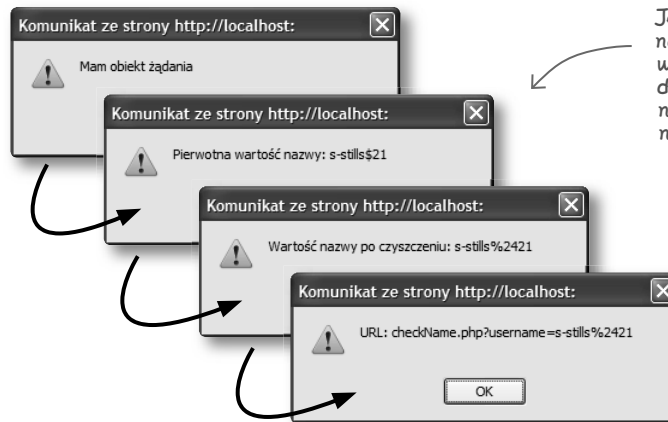 Komunikat ze strony http://localhost:
Mam obiekt żądania
Komunikat ze strony http://localhost:
Pierwotna wartość nazwy: s-stills$21
Komunikat ze strony http://localhost:
Wartość nazwy po czyszczeniu: s-stills%2421
Komunikat ze strony http://localhost:
URL: checkName.php?username=s-stills%2421
OK